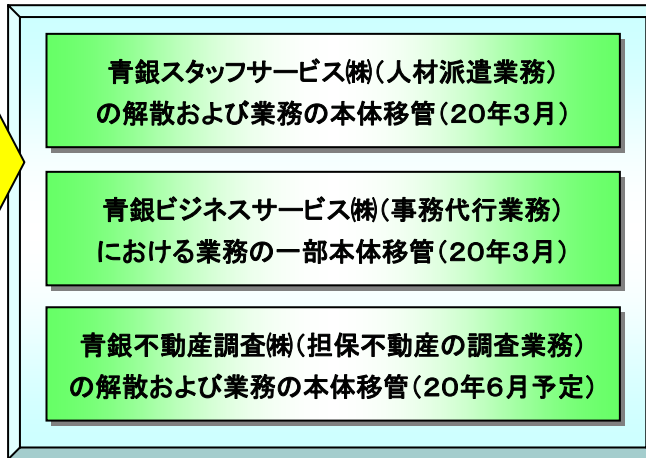 青銀スタッフサービス㈱(人材派遣業務)
の解散および業務の本体移管(20年3月)
青銀ビジネスサービス㈱(事務代行業務)
における業務の一部本体移管(20年3月)
青銀不動産調査㈱(担保不動産の調査業務)
の解散および業務の本体移管(20年6月予定)